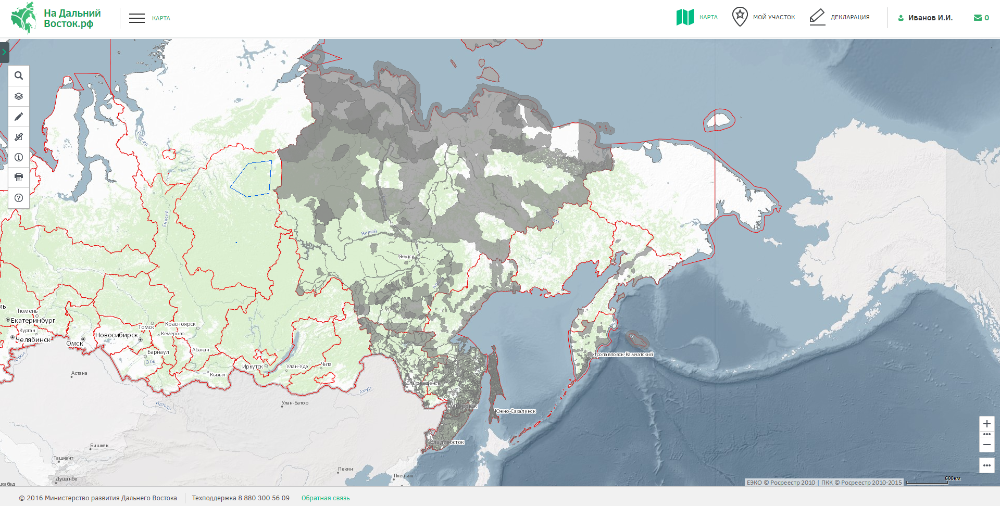 На Дальний
Восток.рф
КАРТА
КАРТА
МОЙ УЧАСТОК
ДЕКЛАРАЦИЯ
Иванов И.И.
0
Енисей
Енисей
Вилюй
Якутск
Тюмень
Екатеринбург
Курган
Челябинск
Омск
Новосибирск
Томск
Красноярск
Кемерово
Барнаул
Обь
Абакан
Кызыл
Иркутск
Улан-Удэ
Чита
Петропавловск-Камчатский
Астана
Иртыш
Улан-Батор
Амур
Благовещенск
Южно-Сахалинск
Владивосток
Бишкек
Ташкент
Душанбе
Пекин
Пхеньян
600км
ЕЭКО © Росреестр 2010 | ПКК © Росреестр 2010-2015
© 2016 Министерство развития Дальнего Востока
Техподдержка 8 880 300 56 09
Обратная связь